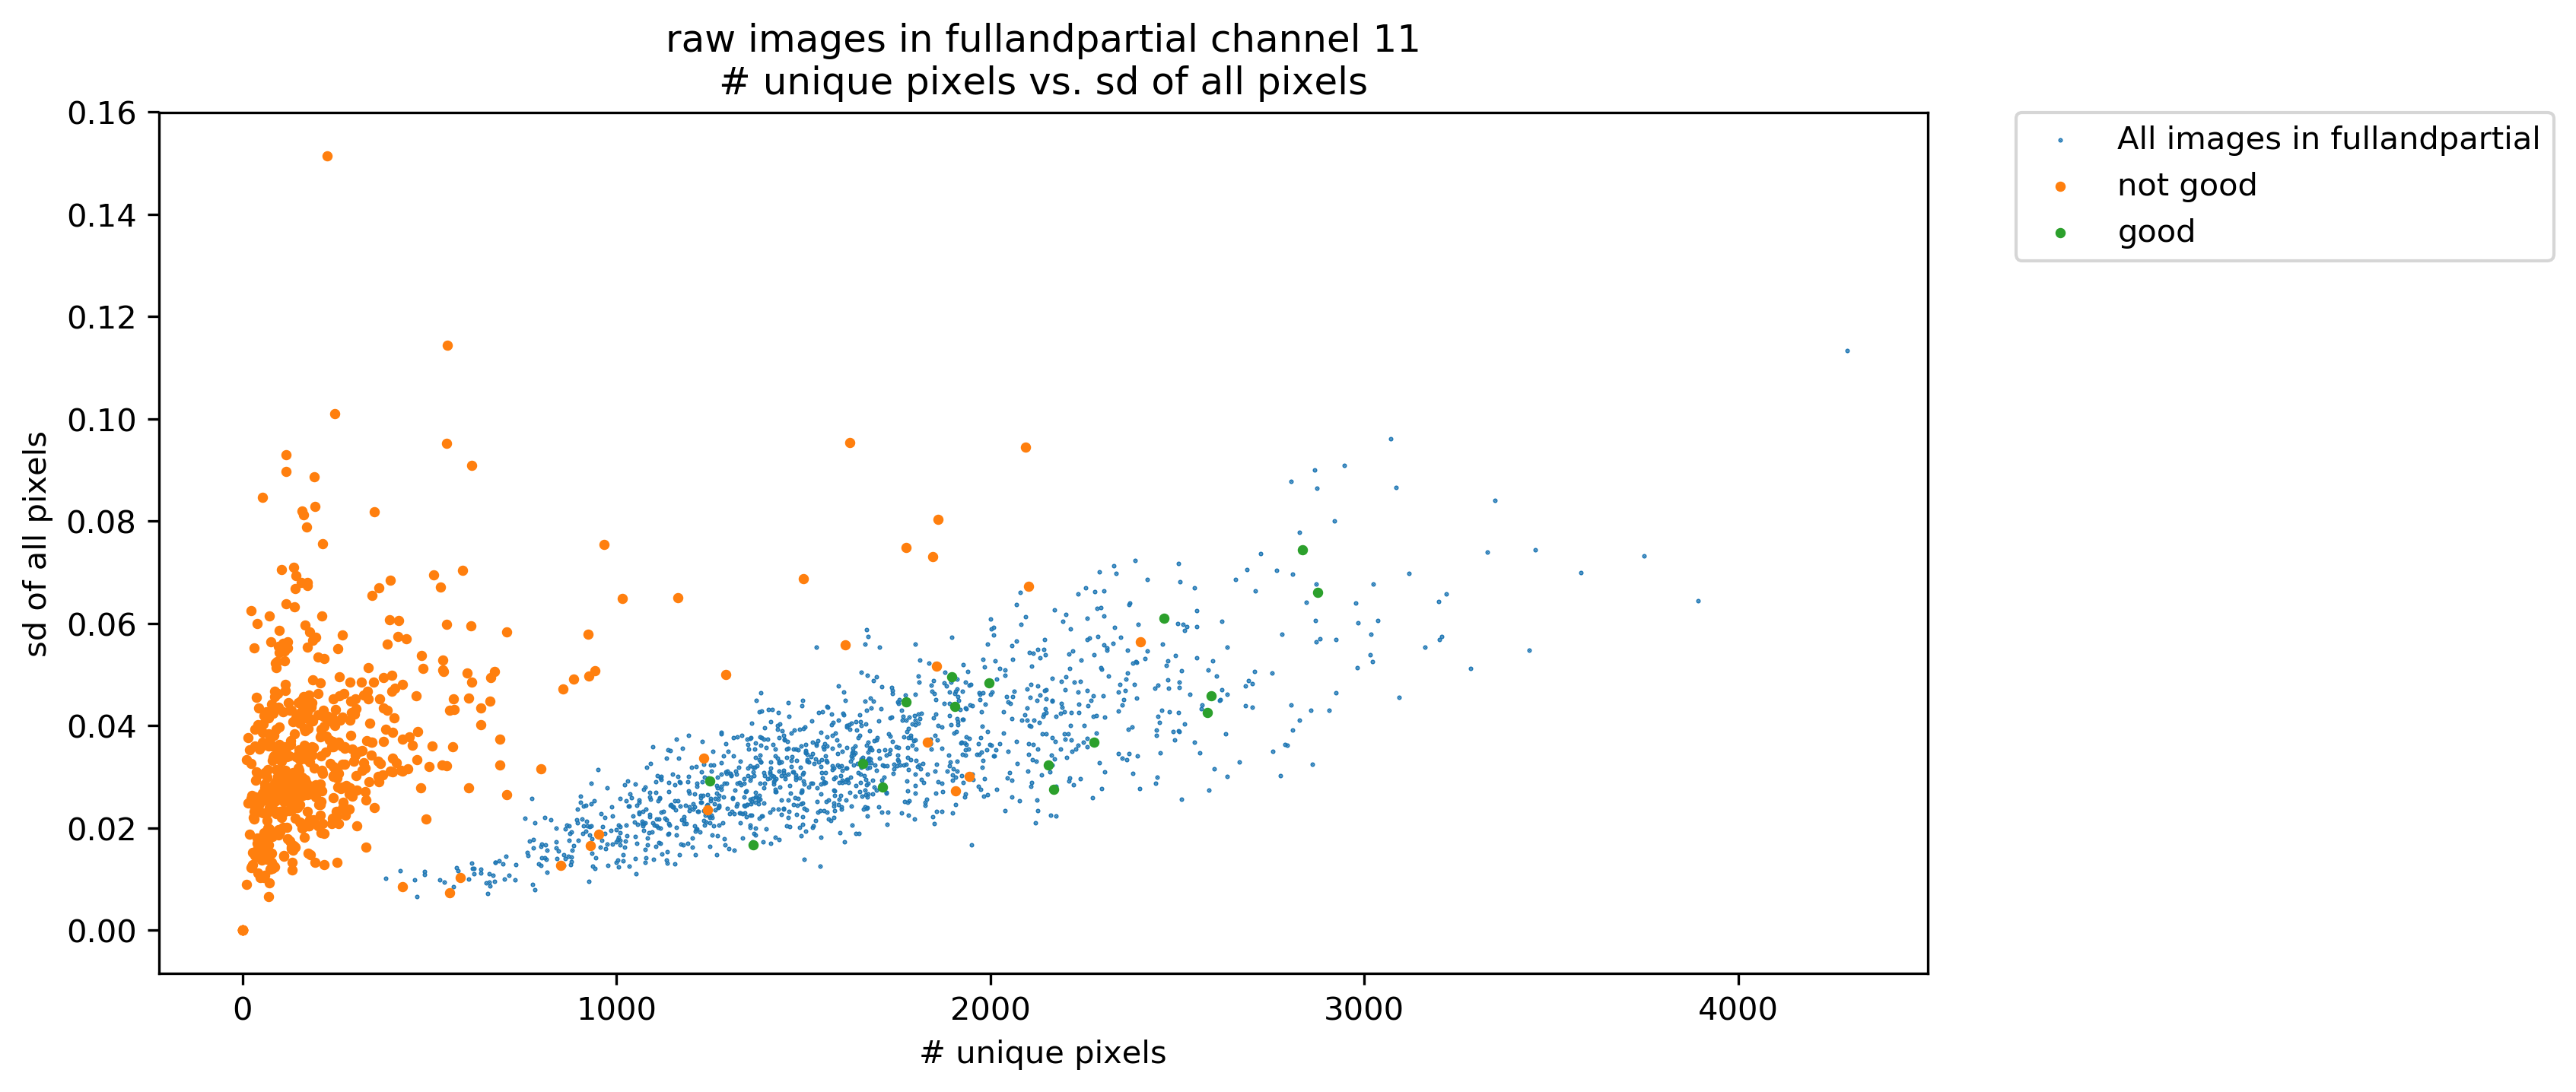 raw images in fullandpartial channel 11
# unique pixels vs. sd of all pixels
0.16
0.14
0.12
0.10
0.08
0.06
0.04
0.02
0.00
sd of all pixels
0 1000 2000 3000 4000
# unique pixels
All images in fullandpartial
not good
good